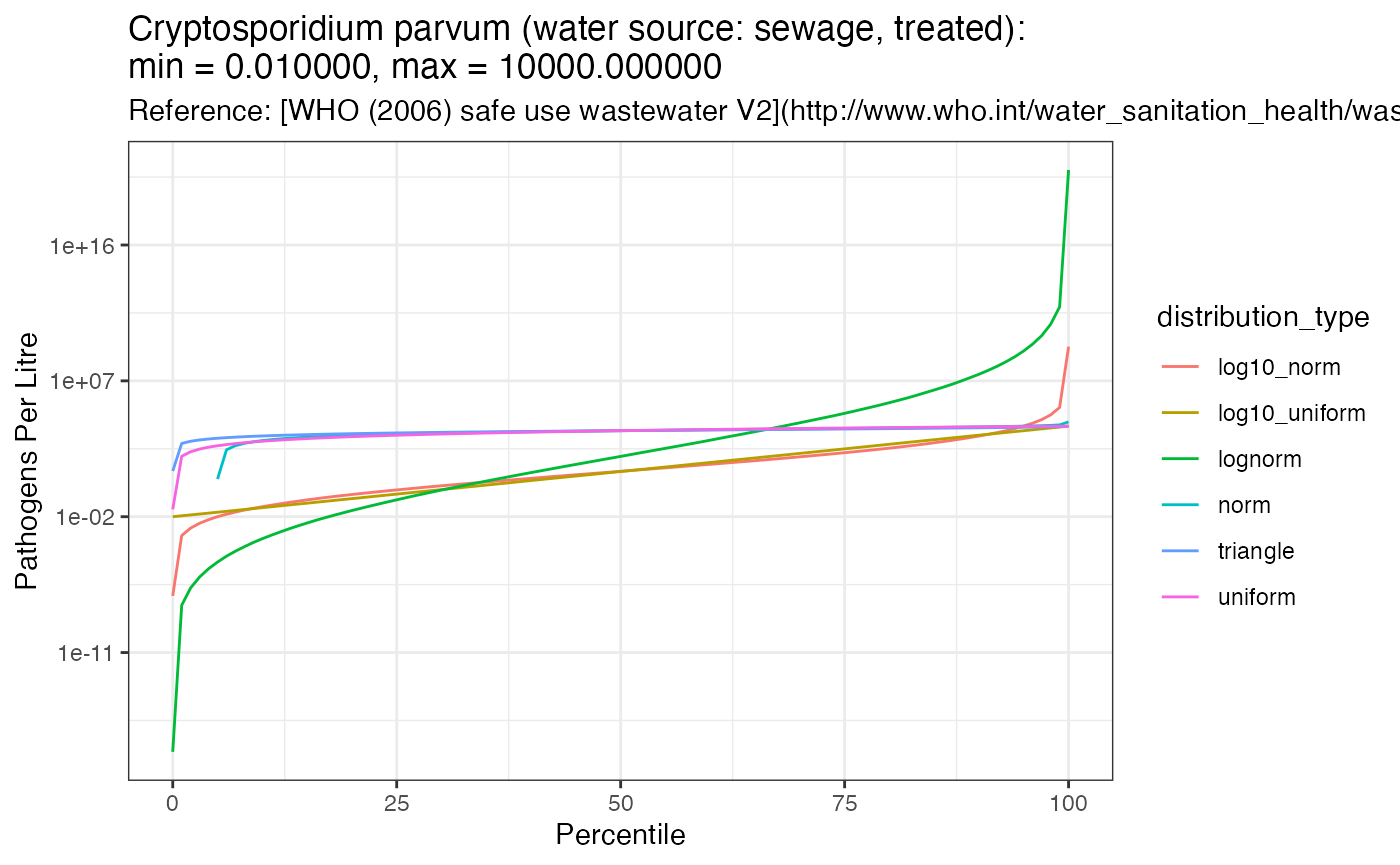 Cryptosporidium parvum (water source: sewage, treated):
min = 0.010000, max = 10000.000000
Reference: [WHO (2006) safe use wastewater V2](http://www.who.int/water_sanitation_health/was
Pathogens Per Litre
1e+16
1e+07
1e-02
1e-11
0 25 50 75 100
Percentile
distribution_type
log10_norm
log10_uniform
lognorm
norm
triangle
uniform